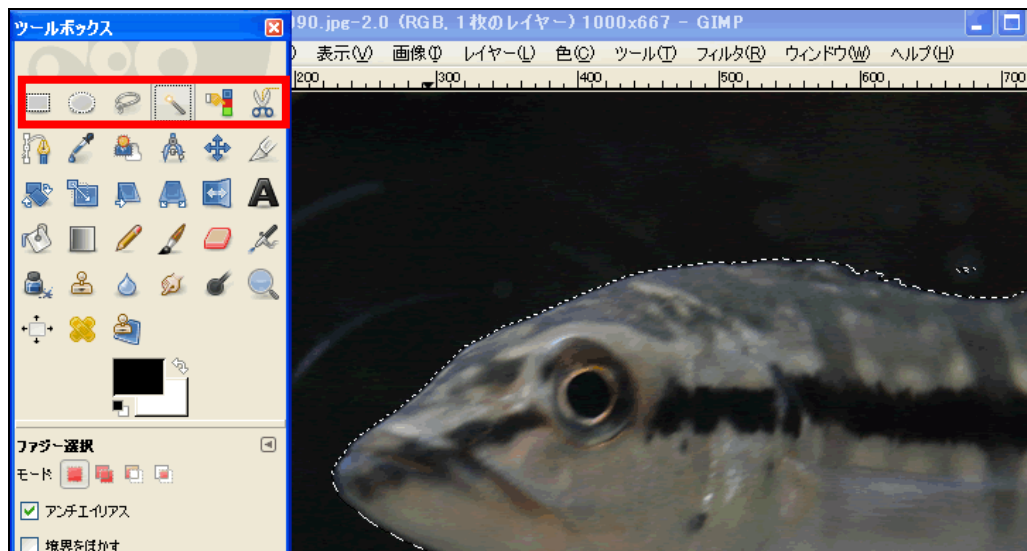 ツールボックス
090.jpg-2.0 (RGB, 1枚のレイヤー) 1000x667 – GIMP
) 表示(V) 画像(I) レイヤー(L) 色(C) ツール(T) フィルタ(R) ウィンドウ(W) ヘルプ(H)
200 300 400 500 600 700
ファジー選択
モード:
アンチエイリアス
境界をぼかす